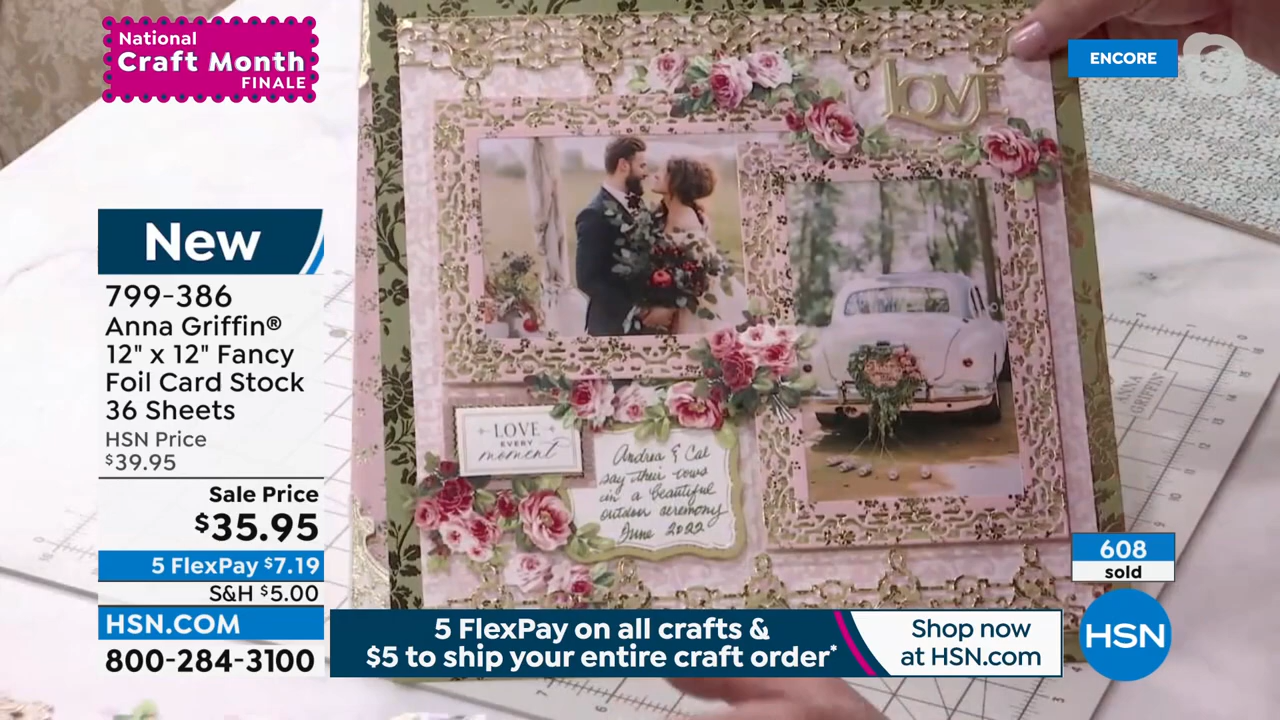 National
Craft Month
FINALE
ENCORE
love
New
799-386
Anna Griffin®
12" x 12" Fancy
Foil Card Stock
36 Sheets
HSN Price
$39.95
Sale Price
$35.95
5 FlexPay $7.19
S&H $5.00
HSN.COM
800-284-3100
LOVE
EVERY
moment
Andrea & Cal
say their vows
in a beautiful
outdoor ceremony
June 2022
ANNA
GRIFFIN
608
sold
5 FlexPay on all crafts &
$5 to ship your entire craft order*
Shop now
at HSN.com
HSN